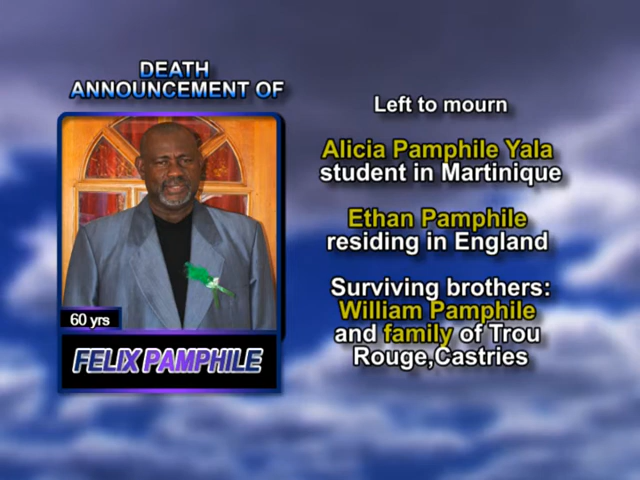 DEATH
ANNOUNCEMENT OF
60 yrs
FELIX PAMPHILE
Left to mourn
Alicia Pamphile Yala
student in Martinique
Ethan Pamphile
residing in England
Surviving brothers:
William Pamphile
and family of Trou
Rouge,Castries